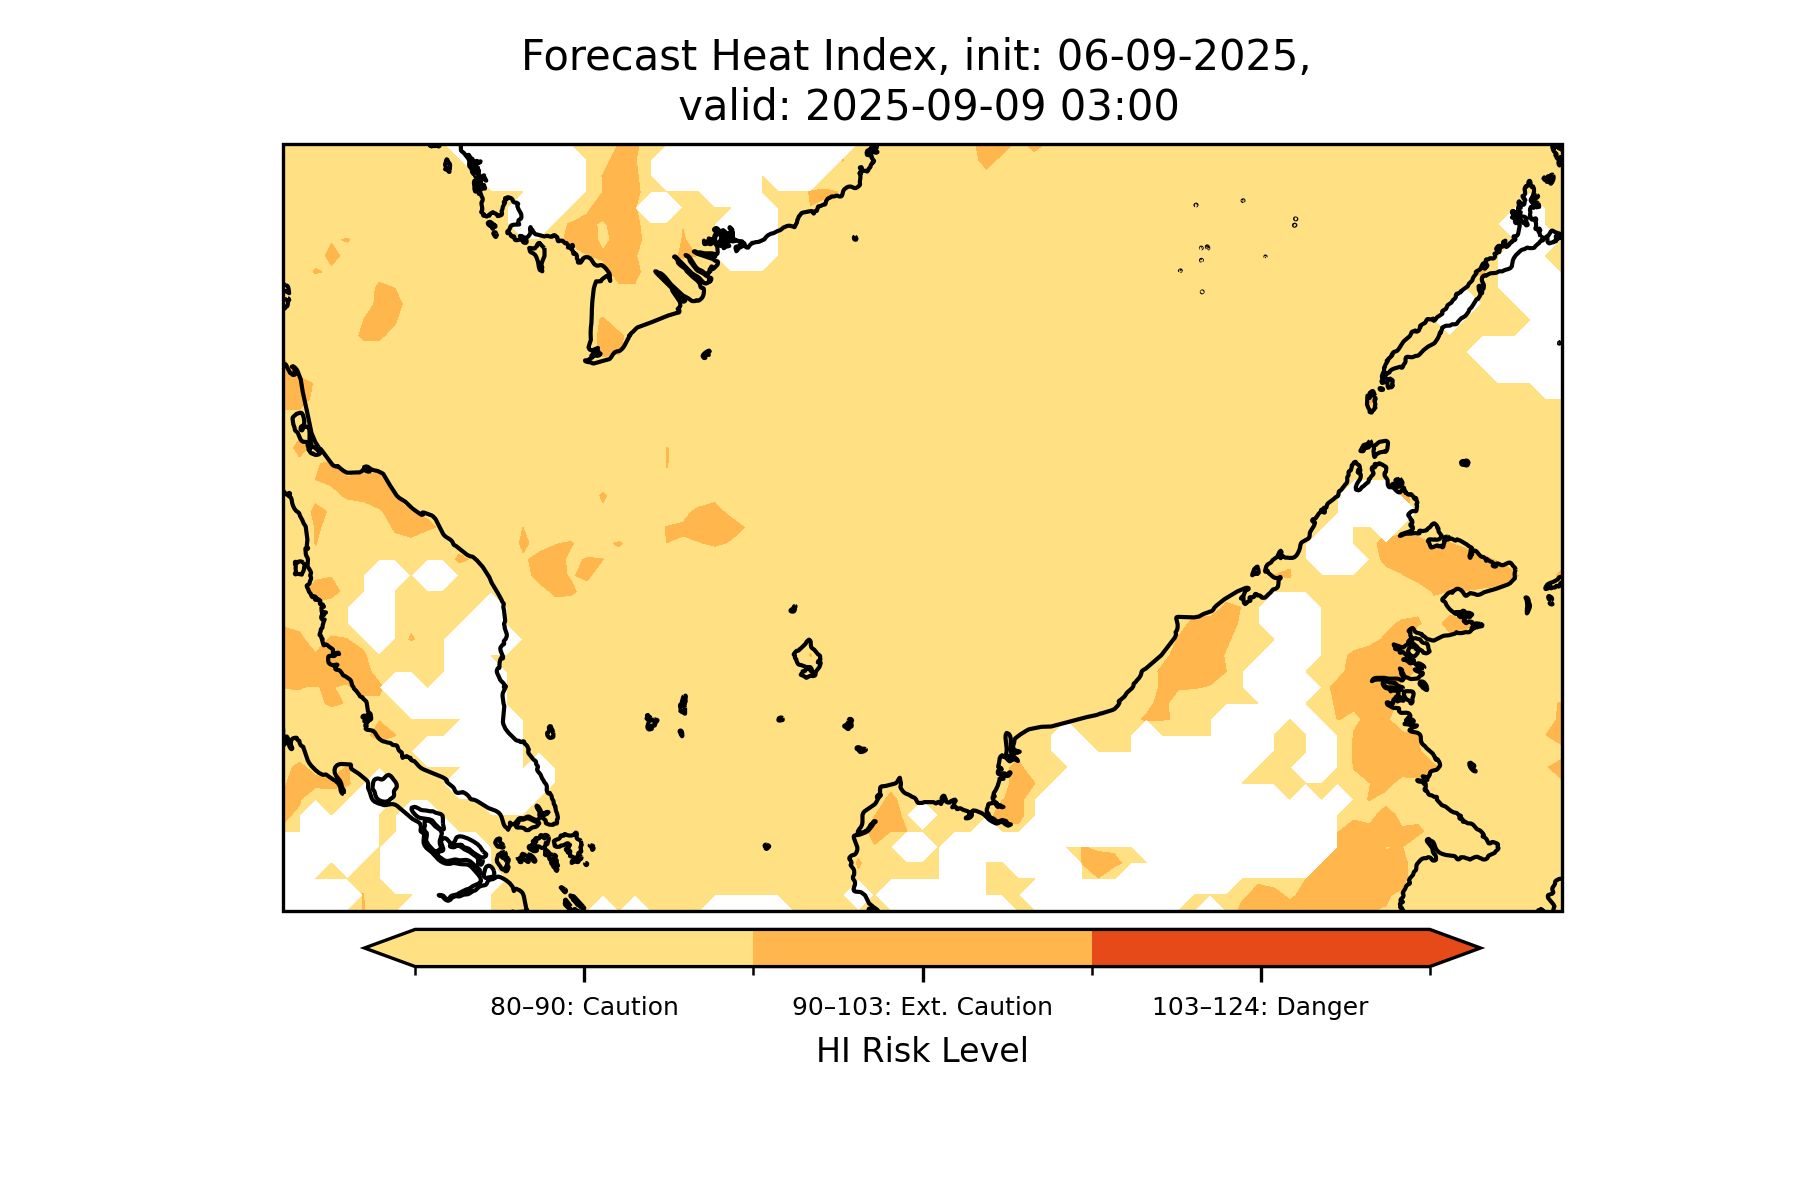 Forecast Heat Index, init: 06-09-2025,
valid: 2025-09-09 03:00
80–90: Caution
90–103: Ext. Caution
103–124: Danger
HI Risk Level